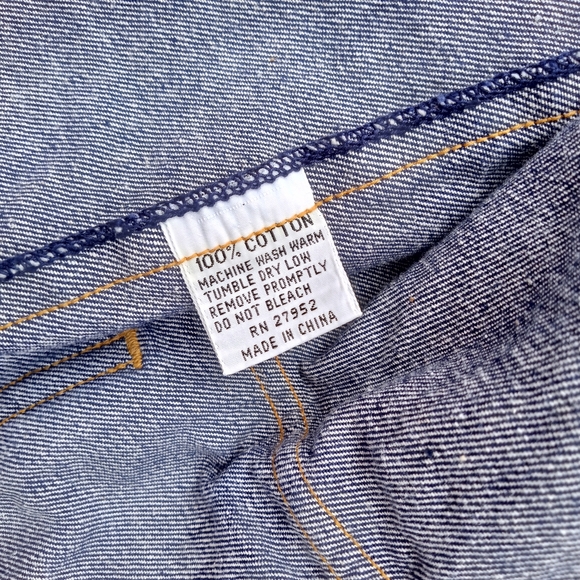 100% COTTON
MACHINE WASH WARM
TUMBLE DRY LOW
REMOVE PROMPTLY
DO NOT BLEACH
RN 27952
MADE IN CHINA